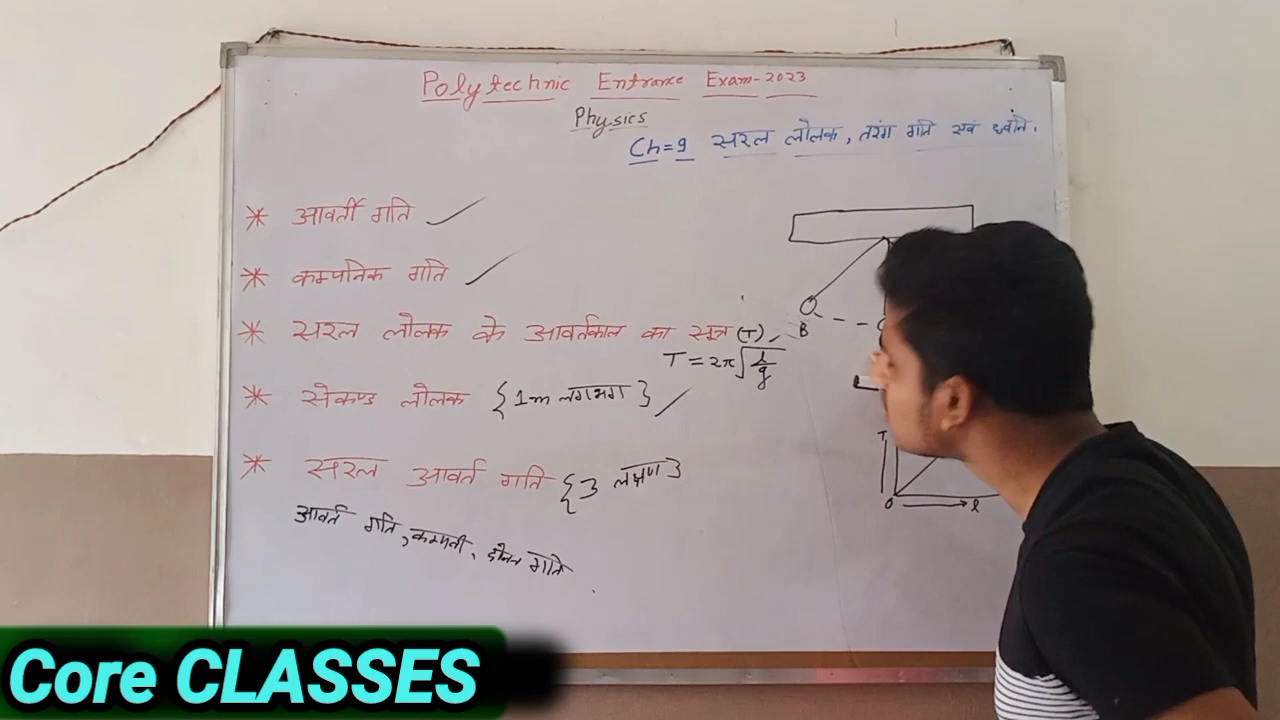 Polytechnic Entrance Exam-2023
Physics
Ch=9 सरल लोलक, तरंग गति एवं ध्वनि.
* आवर्ती गति
* कम्पनिक गति
* सरल लोलक के आवर्तकाल का सूत्र (T)
T = 2π√l/g
* सेकण्ड लोलक {1m लगभग}
* सरल आवर्त गति {3 लक्षण}
आवर्त गति, कम्पनी, गति
B
T
O
l
Core CLASSES